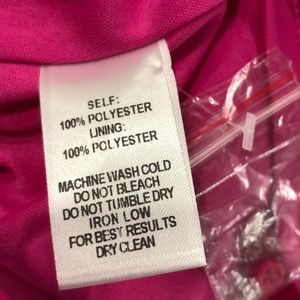 SELF:
100% POLYESTER
LINING:
100% POLYESTER
MACHINE WASH COLD
DO NOT BLEACH
DO NOT TUMBLE DRY
IRON LOW
FOR BEST RESULTS
DRY CLEAN